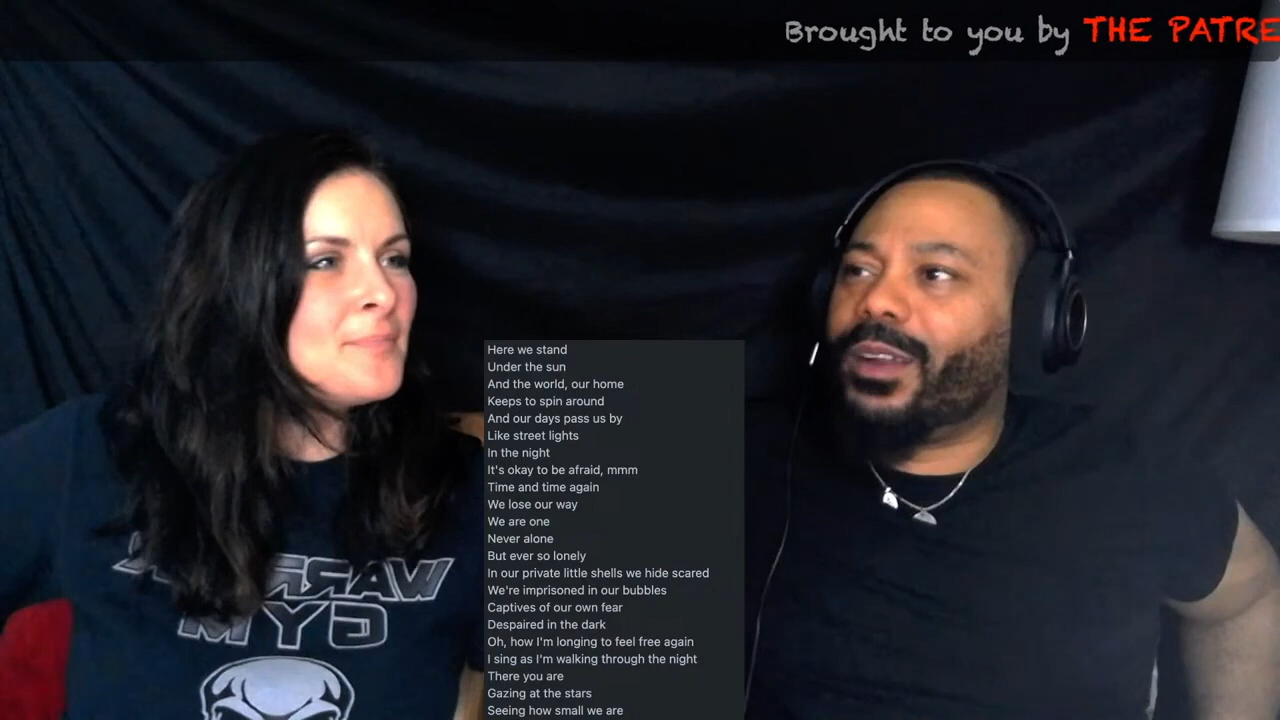 Brought to you by THE PATRE
Here we stand
Under the sun
And the world, our home
Keeps to spin around
And our days pass us by
Like street lights
In the night
It's okay to be afraid, mmm
Time and time again
We lose our way
We are one
Never alone
But ever so lonely
In our private little shells we hide scared
We're imprisoned in our bubbles
Captives of our own fear
Despaired in the dark
Oh, how I'm longing to feel free again
I sing as I'm walking through the night
There you are
Gazing at the stars
Seeing how small we are
GYM